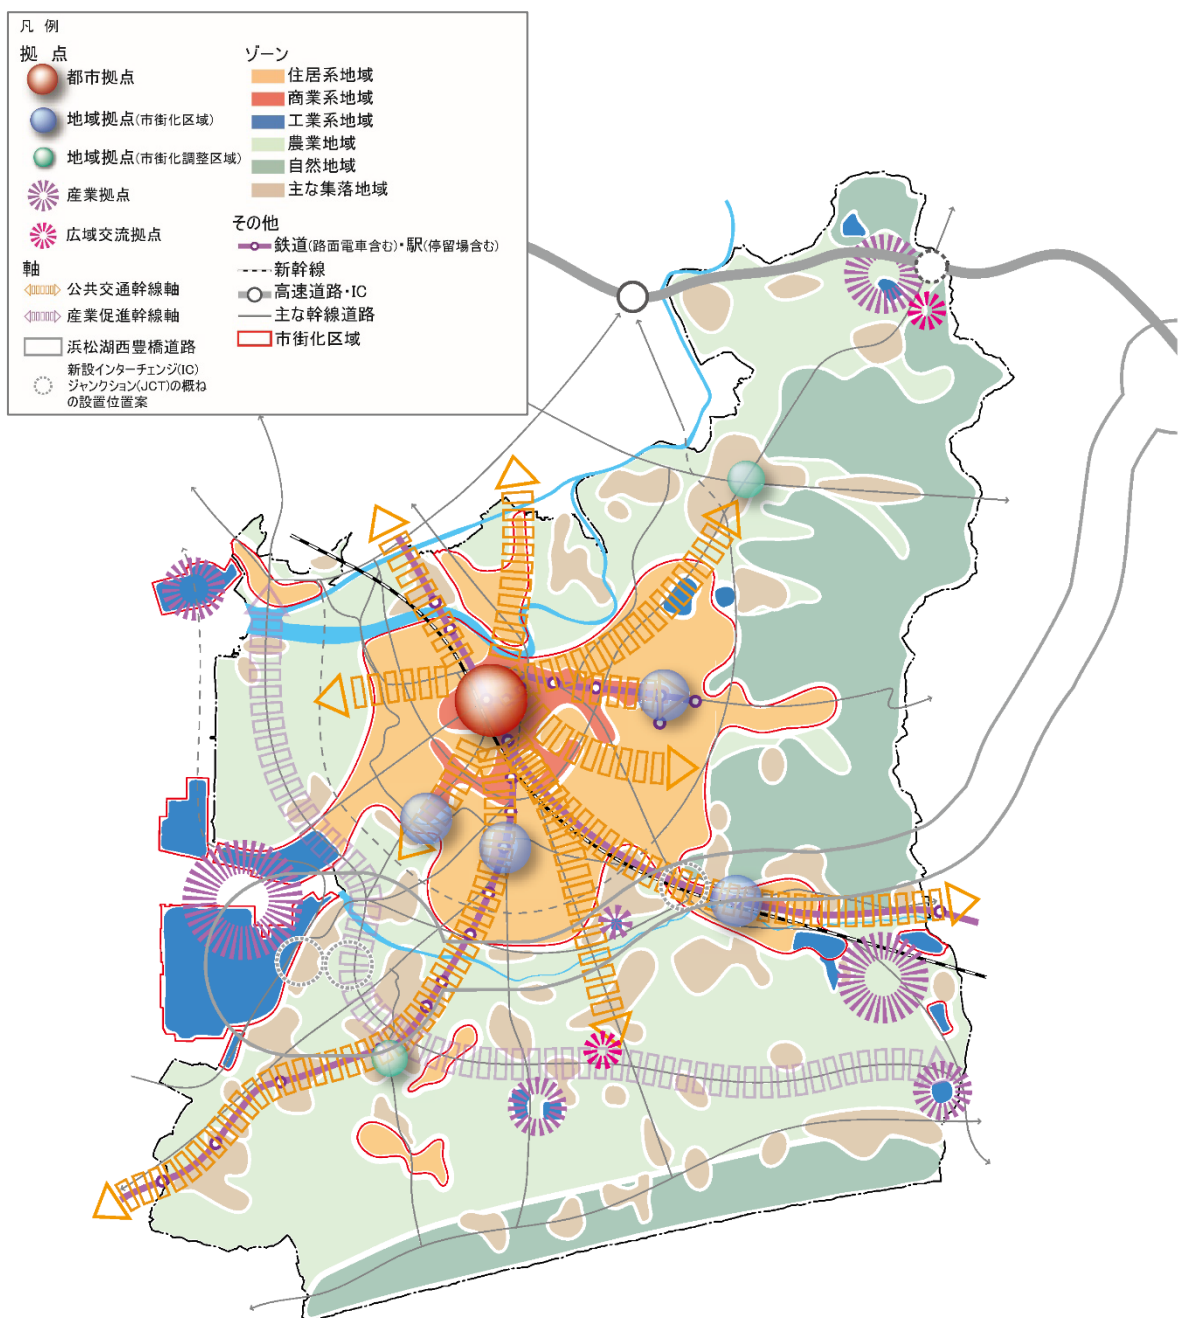 凡 例
拠 点
都市拠点
地域拠点(市街化区域)
地域拠点(市街化調整区域)
産業拠点
広域交流拠点
軸
公共交通幹線軸
産業促進幹線軸
浜松湖西豊橋道路
新設インターチェンジ(IC)
ジャンクション(JCT)の概ね
の設置位置案
ゾーン
住居系地域
商業系地域
工業系地域
農業地域
自然地域
主な集落地域
その他
鉄道(路面電車含む)・駅(停留場含む)
新幹線
高速道路・IC
主な幹線道路
市街化区域